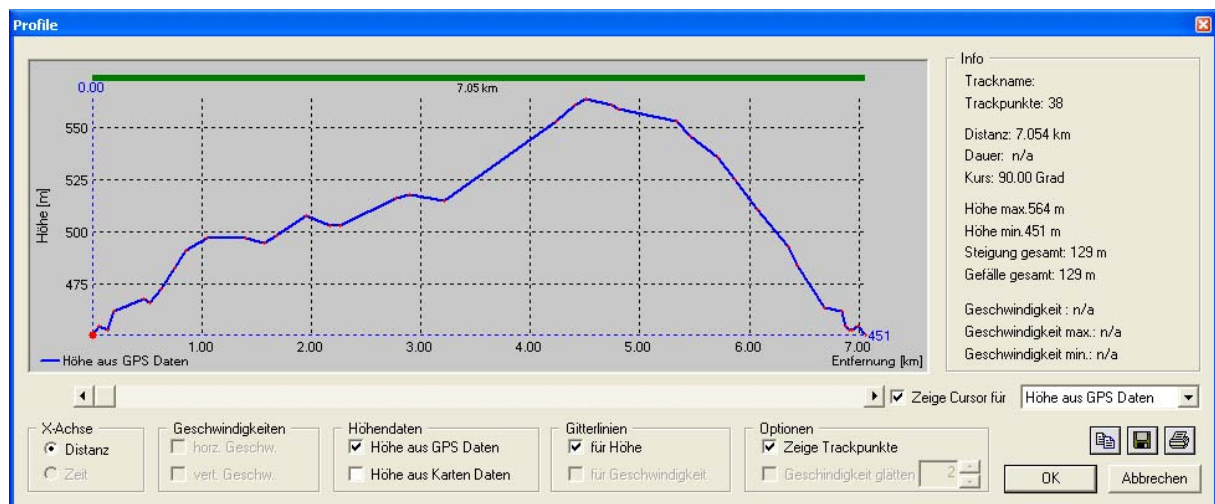 Profile
0.00
7.05 km
550
525
500
475
Höhe [m]
451
1.00
2.00
3.00
4.00
5.00
6.00
7.00
Höhe aus GPS Daten
Entfernung [km]
Info
Trackname:
Trackpunkte: 38
Distanz: 7.054 km
Dauer: n/a
Kurs: 90.00 Grad
Höhe max.564 m
Höhe min.451 m
Steigung gesamt: 129 m
Gefälle gesamt: 129 m
Geschwindigkeit : n/a
Geschwindigkeit max.: n/a
Geschwindigkeit min.: n/a
Zeige Cursor für
Höhe aus GPS Daten
X-Achse
Distanz
Zeit
Geschwindigkeiten
horz. Geschw.
vert. Geschw.
Höhendaten
Höhe aus GPS Daten
Höhe aus Karten Daten
Gitterlinien
für Höhe
für Geschwindigkeit
Optionen
Zeige Trackpunkte
Geschindigkeit glätten
2
OK
Abbrechen